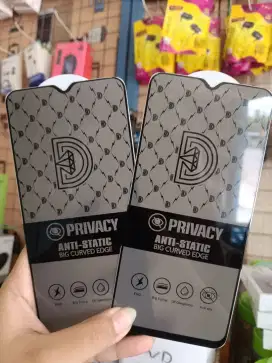 PRIVACY
ANTI-STATIC
BIG CURVED EDGE
PRIVACY
ANTI-STATIC
BIG CURVED EDGE